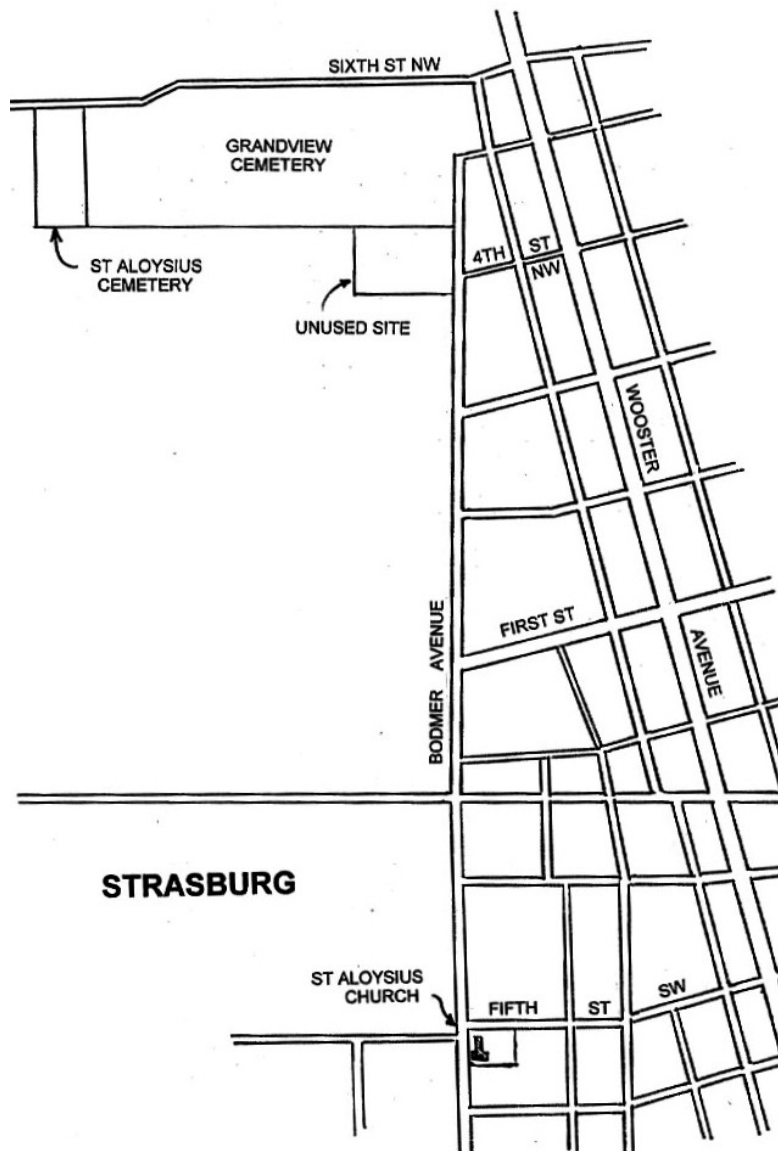 SIXTH ST NW
GRANDVIEW
CEMETERY
4TH ST
NW
ST ALOYSIUS
CEMETERY
UNUSED SITE
WOOSTER
BODMER AVENUE
FIRST ST
AVENUE
STRASBURG
ST ALOYSIUS
CHURCH
FIFTH ST SW